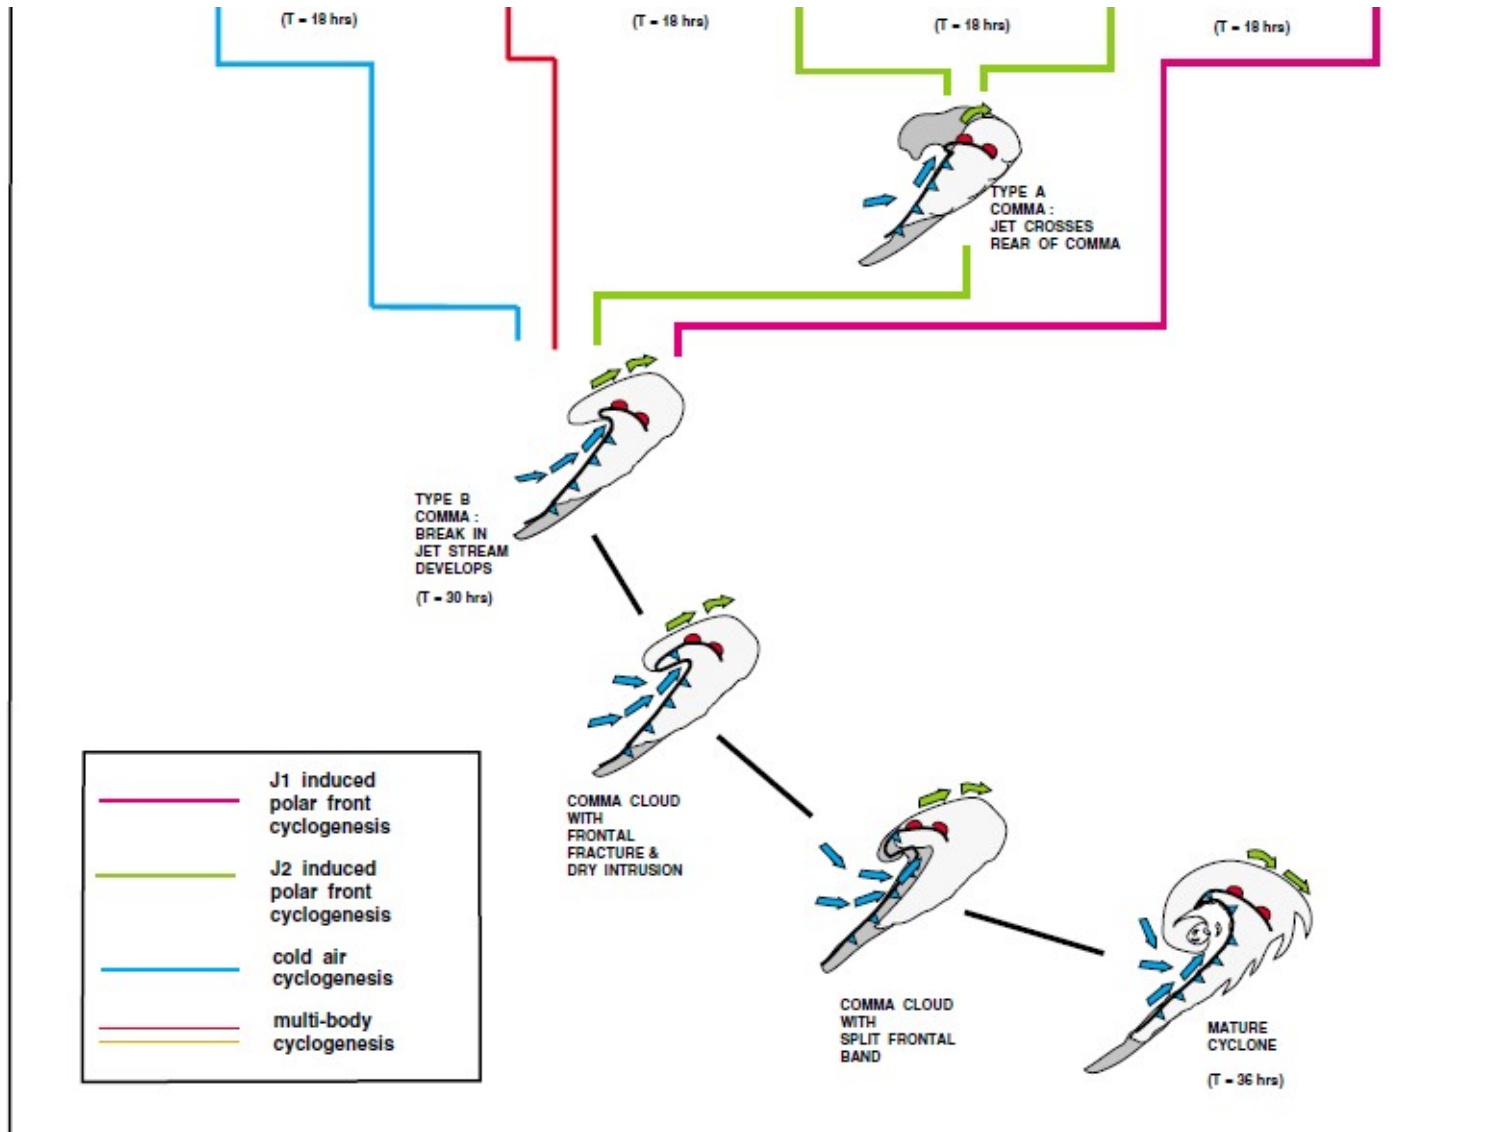 (T = 18 hrs)
(T = 18 hrs)
(T = 18 hrs)
(T = 18 hrs)
TYPE A
COMMA :
JET CROSSES
REAR OF COMMA
TYPE B
COMMA :
BREAK IN
JET STREAM
DEVELOPS
(T = 30 hrs)
COMMA CLOUD
WITH
FRONTAL
FRACTURE &
DRY INTRUSION
COMMA CLOUD
WITH
SPLIT FRONTAL
BAND
MATURE
CYCLONE
(T = 36 hrs)
J1 induced
polar front
cyclogenesis
J2 induced
polar front
cyclogenesis
cold air
cyclogenesis
multi-body
cyclogenesis